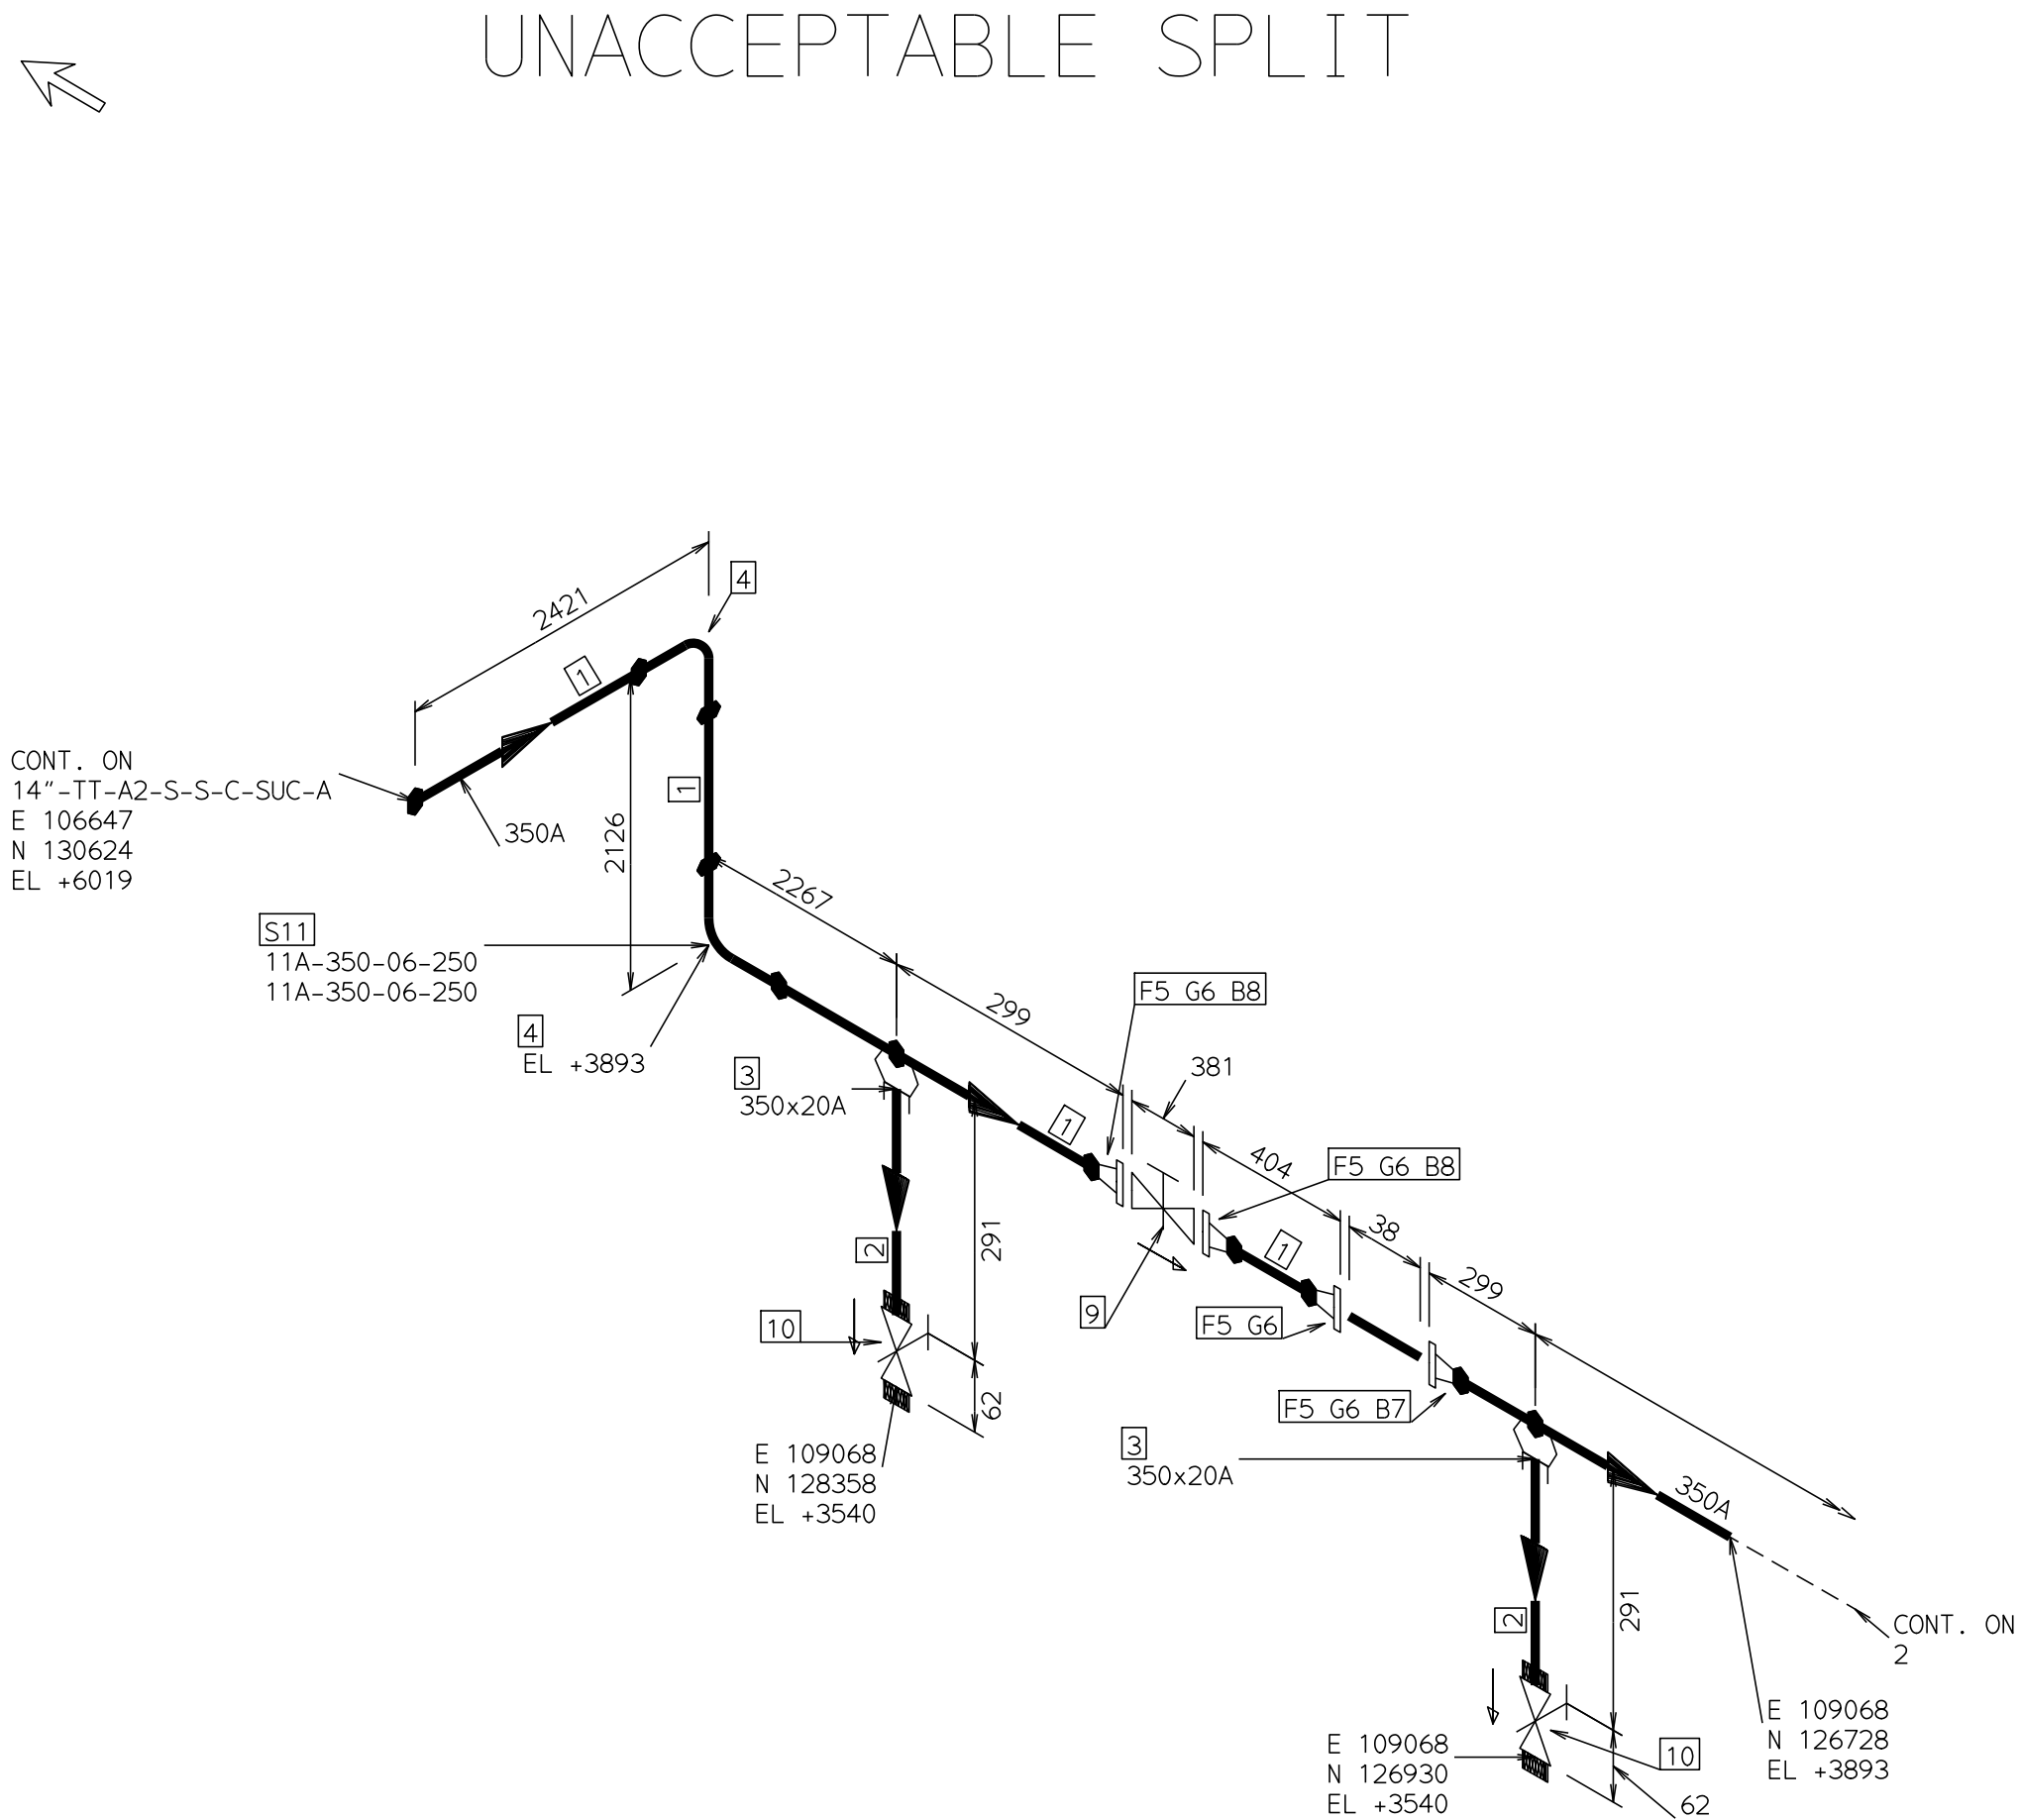 UNACCEPTABLE SPLIT
2421
4
1
CONT. ON
14"-TT-A2-S-S-C-SUC-A
E 106647
N 130624
EL +6019
350A
1
2126
2267
S11
11A-350-06-250
11A-350-06-250
4
EL +3893
299
F5 G6 B8
381
3
350x20A
1
404
F5 G6 B8
38
299
291
2
1
9
F5 G6
10
62
F5 G6 B7
E 109068
N 128358
EL +3540
3
350x20A
350A
291
2
CONT. ON
2
E 109068
N 126728
EL +3893
E 109068
N 126930
EL +3540
10
62